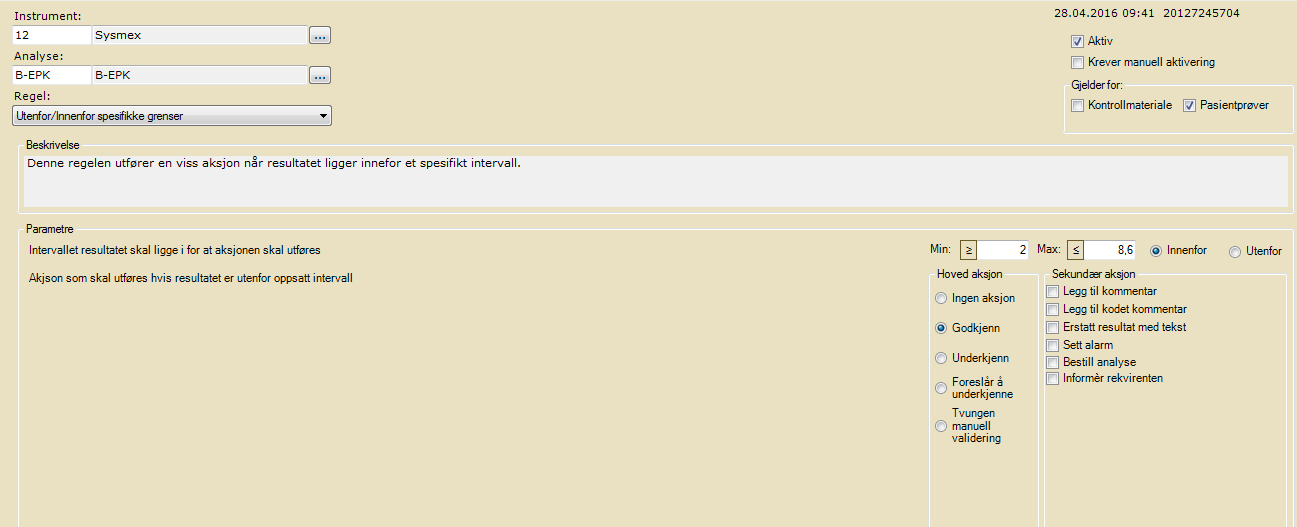 Instrument:
28.04.2016 09:41 20127245704
12 Sysmex ...
Aktiv
Analyse:
Krever manuell aktivering
B-EPK B-EPK ...
Gjelder for:
Regel:
Kontrollmateriale Pasientprøver
Utenfor/Innenfor spesifikke grenser
Beskrivelse
Denne regelen utfører en viss aksjon når resultatet ligger innefor et spesifikt intervall.
Parametre
Intervallet resultatet skal ligge i for at aksjonen skal utføres
Min: ≥ 2 Max: ≤ 8,6 Innenfor Utenfor
Akjson som skal utføres hvis resultatet er utenfor oppsatt intervall
Hoved aksjon
Ingen aksjon
Godkjenn
Underkjenn
Foreslår å
underkjenne
Tvungen
manuell
validering
Sekundær aksjon
Legg til kommentar
Legg til kodet kommentar
Erstatt resultat med tekst
Sett alarm
Bestill analyse
Informèr rekvirenten